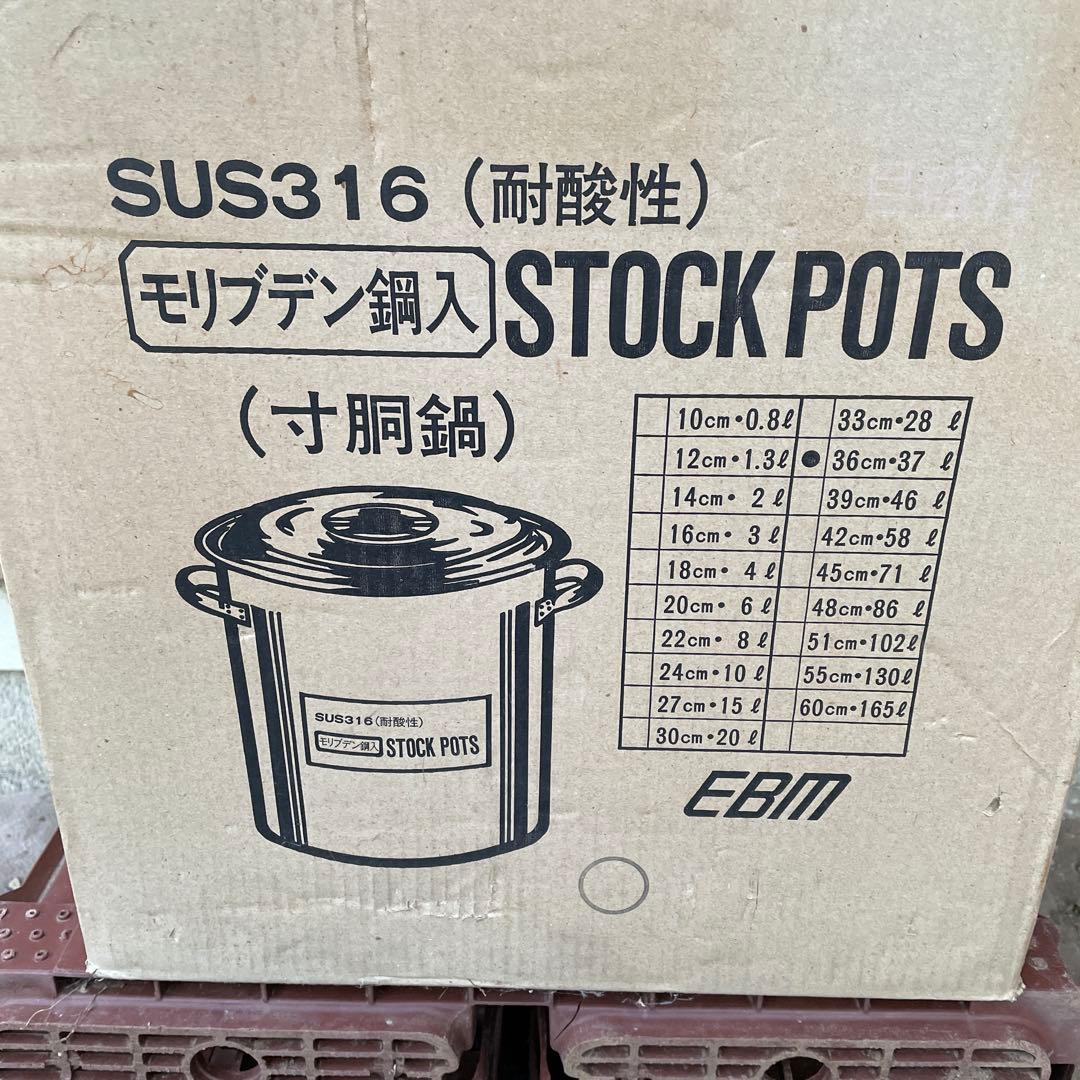 SUS316（耐酸性）
モリブデン鋼入 STOCK POTS
（寸胴鍋）
10cm・0.8ℓ 33cm・28 ℓ
12cm・1.3ℓ ● 36cm・37 ℓ
14cm・ 2 ℓ 39cm・46 ℓ
16cm・ 3 ℓ 42cm・58 ℓ
18cm・ 4 ℓ 45cm・71 ℓ
20cm・ 6 ℓ 48cm・86 ℓ
22cm・ 8 ℓ 51cm・102ℓ
24cm・10 ℓ 55cm・130ℓ
27cm・15 ℓ 60cm・165ℓ
30cm・20 ℓ
SUS316（耐酸性）
モリブデン鋼入 STOCK POTS
EBM